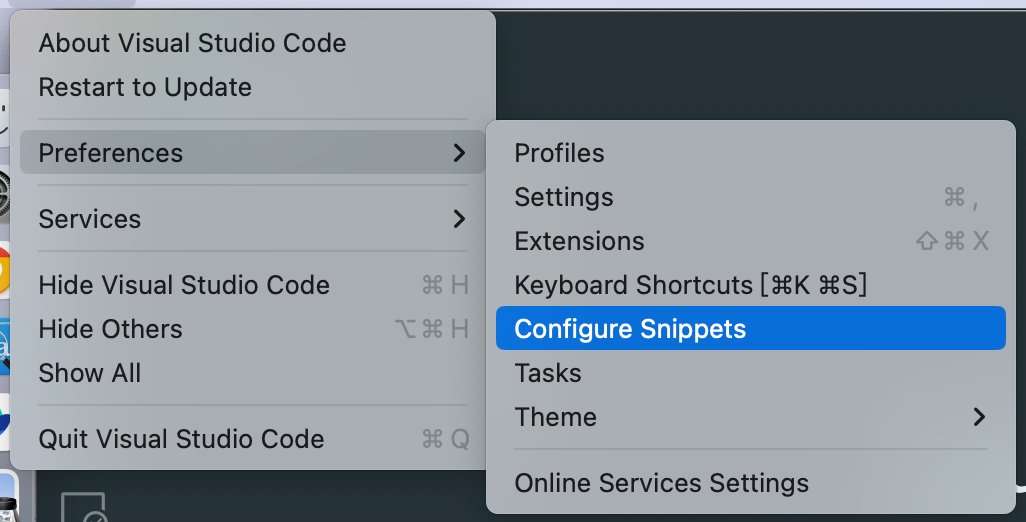 About Visual Studio Code
Restart to Update
Preferences
Services
Hide Visual Studio Code ⌘ H
Hide Others ⌥ ⌘ H
Show All
Quit Visual Studio Code ⌘ Q
Profiles
Settings ⌘ ,
Extensions ⇧ ⌘ X
Keyboard Shortcuts [⌘K ⌘S]
Configure Snippets
Tasks
Theme
Online Services Settings